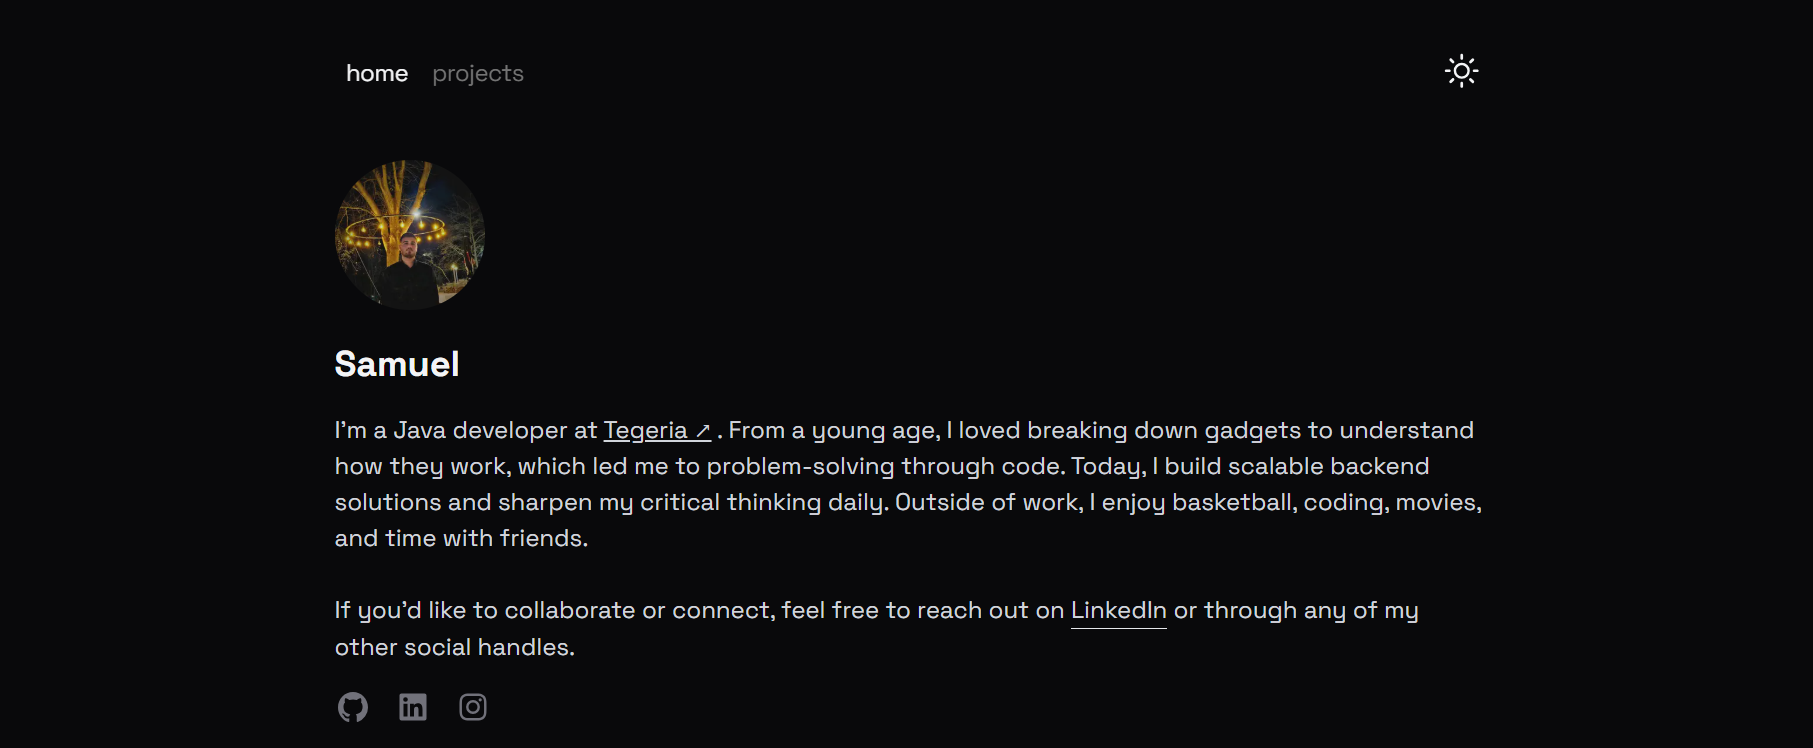 home projects
Samuel
I'm a Java developer at Tegeria ↗ . From a young age, I loved breaking down gadgets to understand
how they work, which led me to problem-solving through code. Today, I build scalable backend
solutions and sharpen my critical thinking daily. Outside of work, I enjoy basketball, coding, movies,
and time with friends.
If you'd like to collaborate or connect, feel free to reach out on LinkedIn or through any of my
other social handles.
in